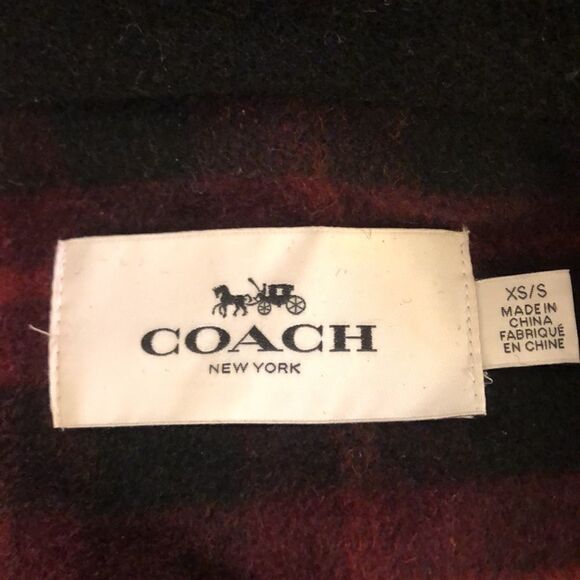 COACH
NEW YORK
XS/S
MADE IN
CHINA
FABRIQUÉ
EN CHINE